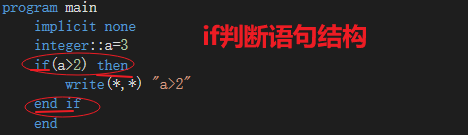 program main
implicit none
integer::a=3
if判断语句结构
if(a>2) then
write(*,*) "a>2"
end if
end